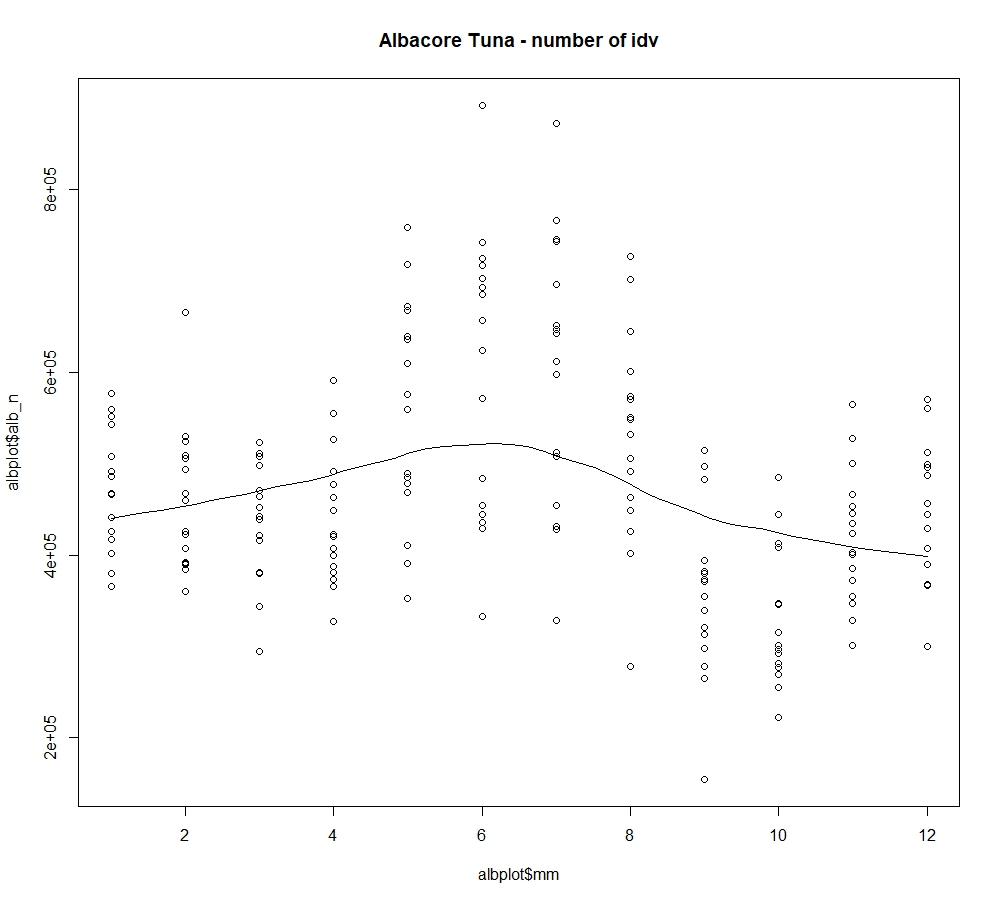 Albacore Tuna - number of idv
8e+05
6e+05
4e+05
2e+05
albplot$alb_n
2 4 6 8 10 12
albplot$mm